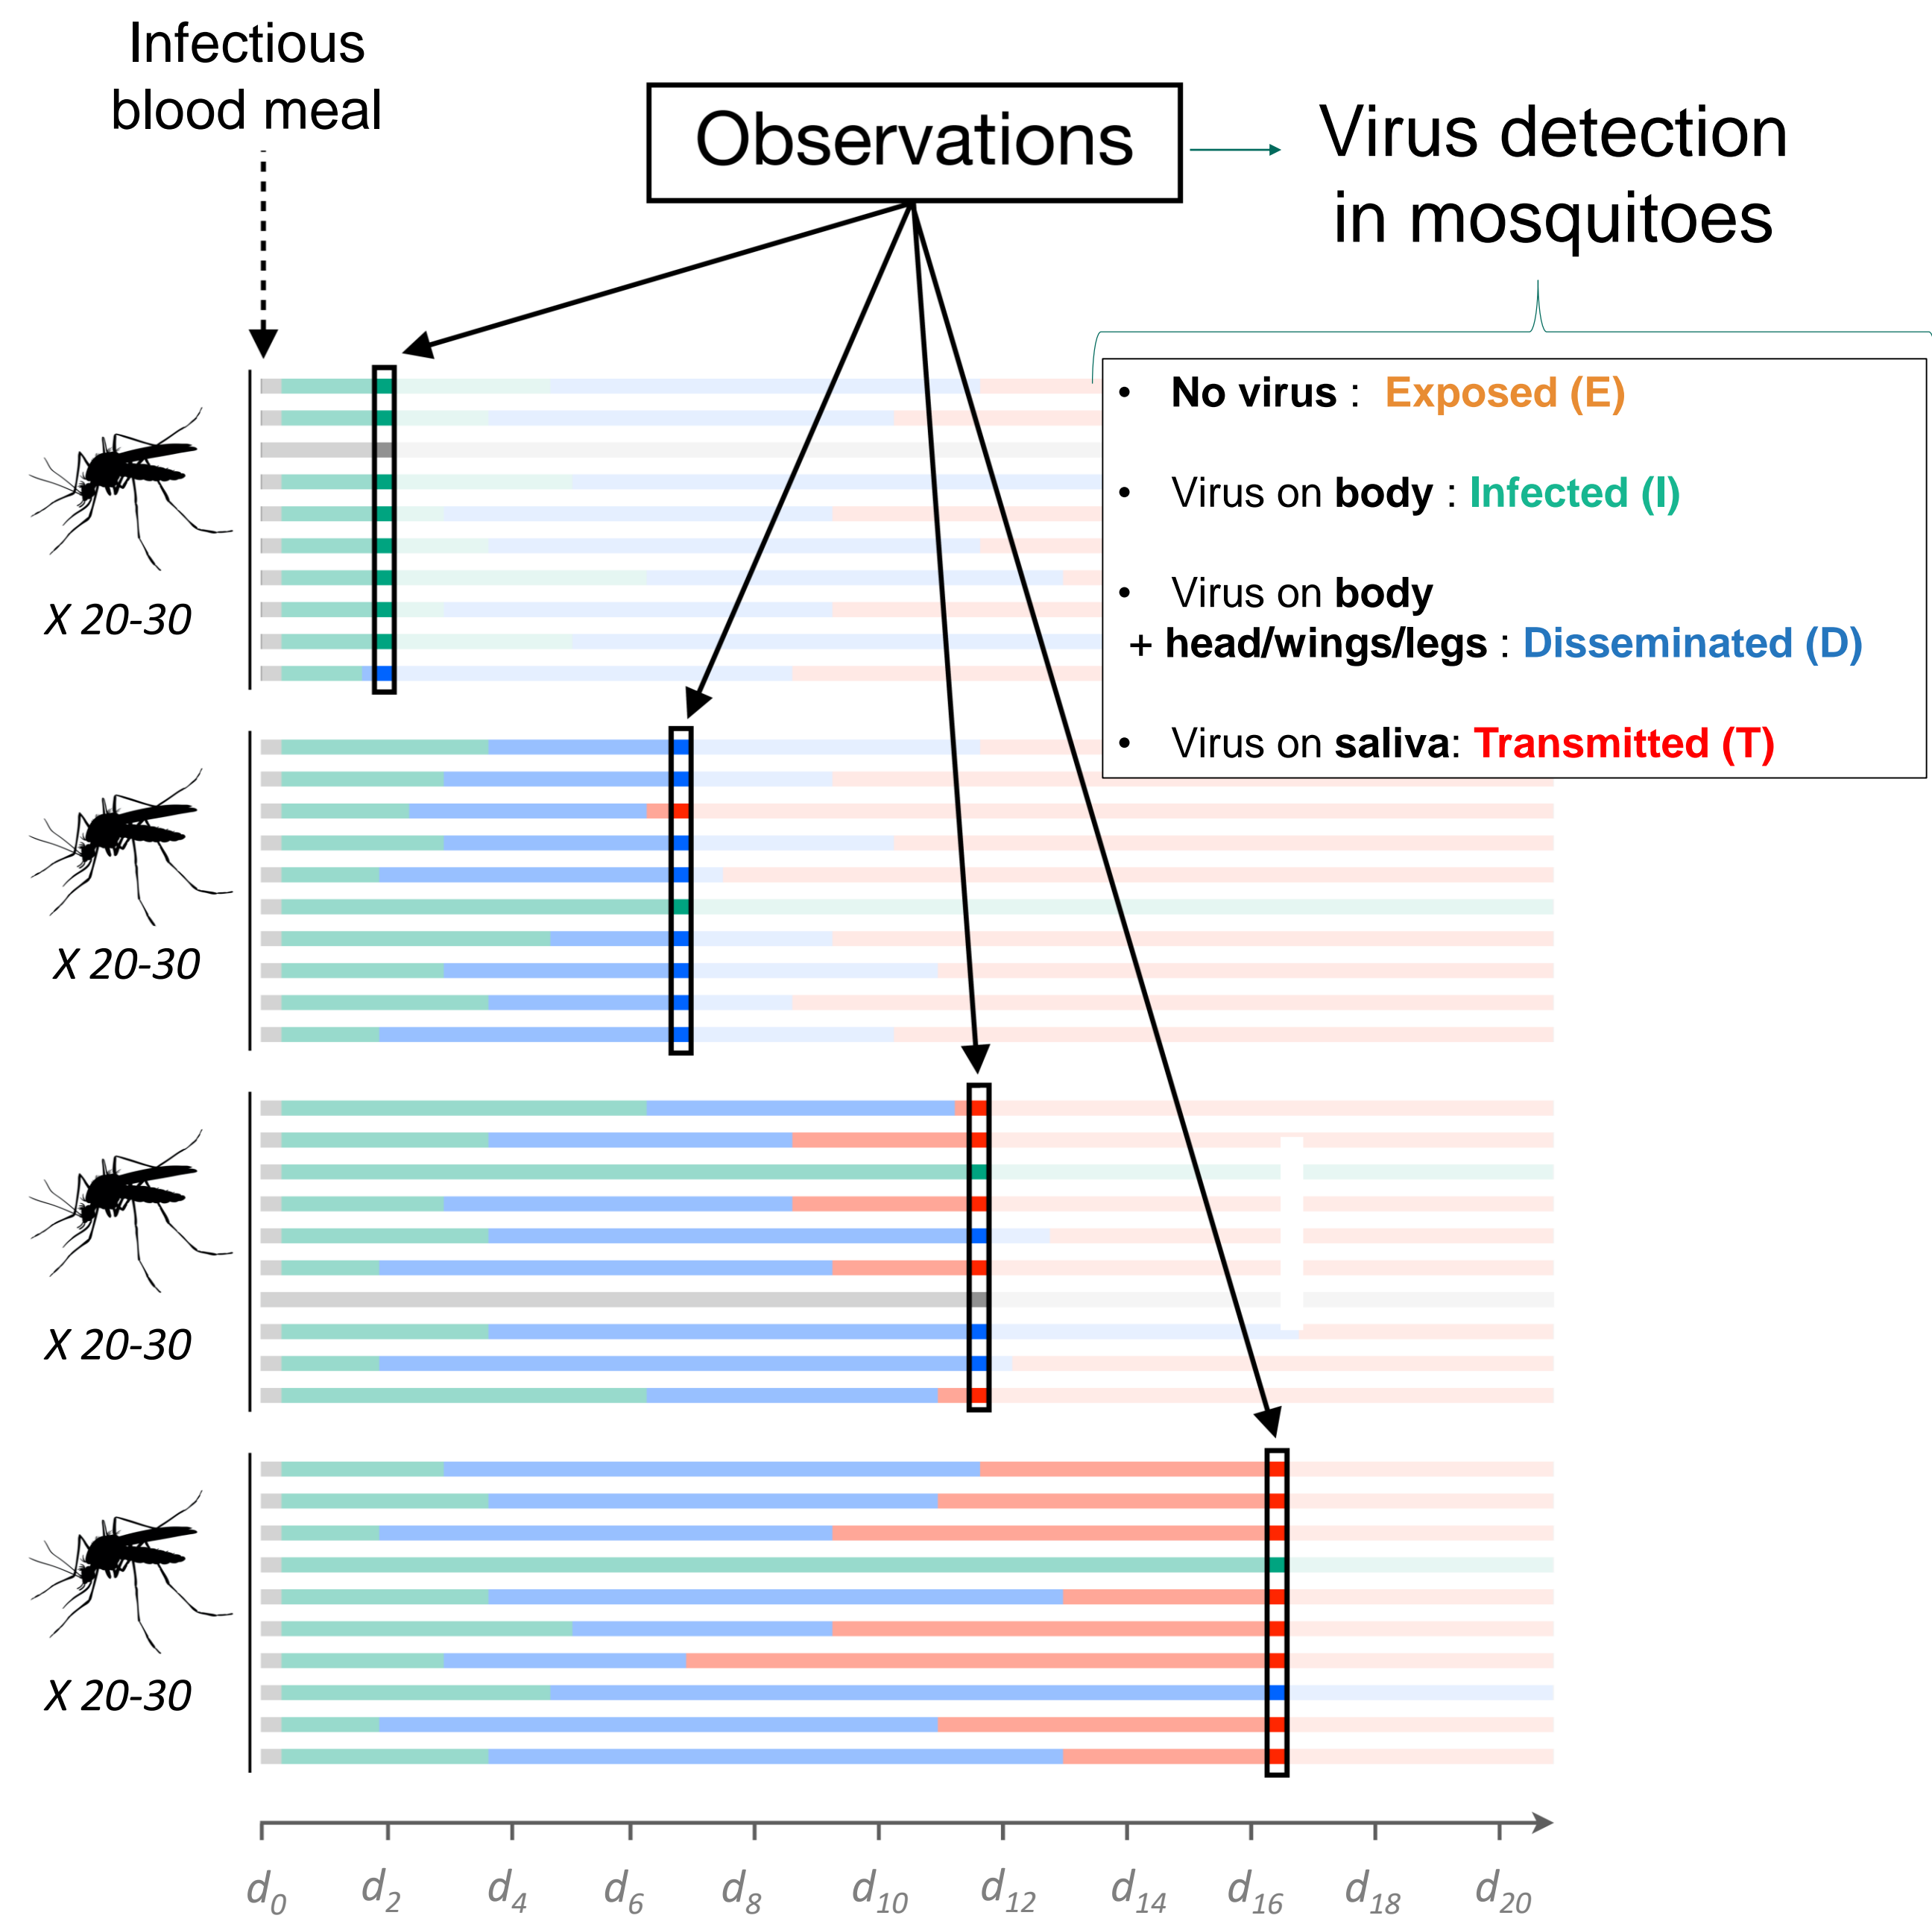 Infectious
blood meal
Observations
Virus detection
in mosquitoes
• No virus : Exposed (E)
• Virus on body : Infected (I)
• Virus on body
+ head/wings/legs : Disseminated (D)
• Virus on saliva: Transmitted (T)
X 20-30
X 20-30
X 20-30
X 20-30
d0 d2 d4 d6 d8 d10 d12 d14 d16 d18 d20